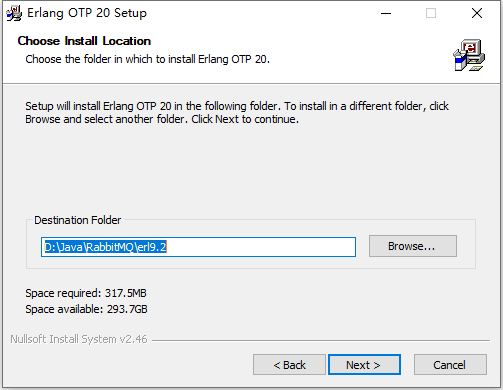 Erlang OTP 20 Setup
Choose Install Location
Choose the folder in which to install Erlang OTP 20.
Setup will install Erlang OTP 20 in the following folder. To install in a different folder, click
Browse and select another folder. Click Next to continue.
Destination Folder
D:\Java\RabbitMQ\erl9.2
Browse...
Space required: 317.5MB
Space available: 293.7GB
Nullsoft Install System v2.46
< Back
Next >
Cancel